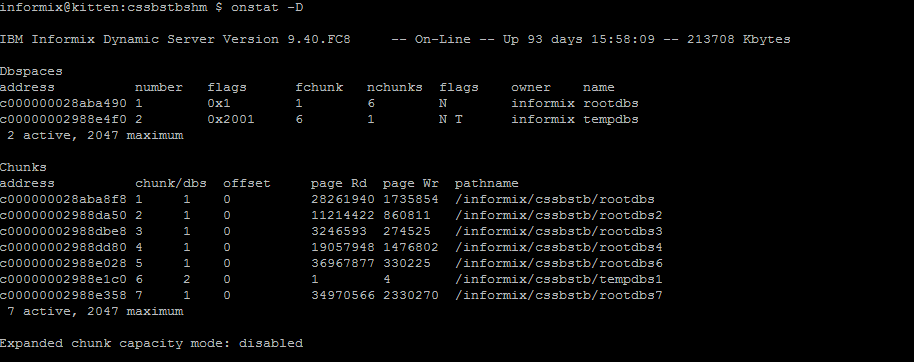 informix@kitten:cssbstbshm $ onstat -D
IBM Informix Dynamic Server Version 9.40.FC8     -- On-Line -- Up 93 days 15:58:09 -- 213708 Kbytes
Dbspaces
address          number   flags      fchunk   nchunks  flags    owner    name
c000000028aba490 1        0x1        1        6        N        informix rootdbs
c00000002988e4f0 2        0x2001     6        1        N T      informix tempdbs
 2 active, 2047 maximum
Chunks
address          chunk/dbs  offset     page Rd  page Wr  pathname
c000000028aba8f8 1     1    0          28261940 1735854  /informix/cssbstb/rootdbs
c00000002988da50 2     1    0          11214422 860811   /informix/cssbstb/rootdbs2
c00000002988dbe8 3     1    0          3246593  274525   /informix/cssbstb/rootdbs3
c00000002988dd80 4     1    0          19057948 1476802  /informix/cssbstb/rootdbs4
c00000002988e028 5     1    0          36967877 330225   /informix/cssbstb/rootdbs6
c00000002988e1c0 6     2    0          1        4        /informix/cssbstb/tempdbs1
c00000002988e358 7     1    0          34970566 2330270  /informix/cssbstb/rootdbs7
 7 active, 2047 maximum
Expanded chunk capacity mode: disabled